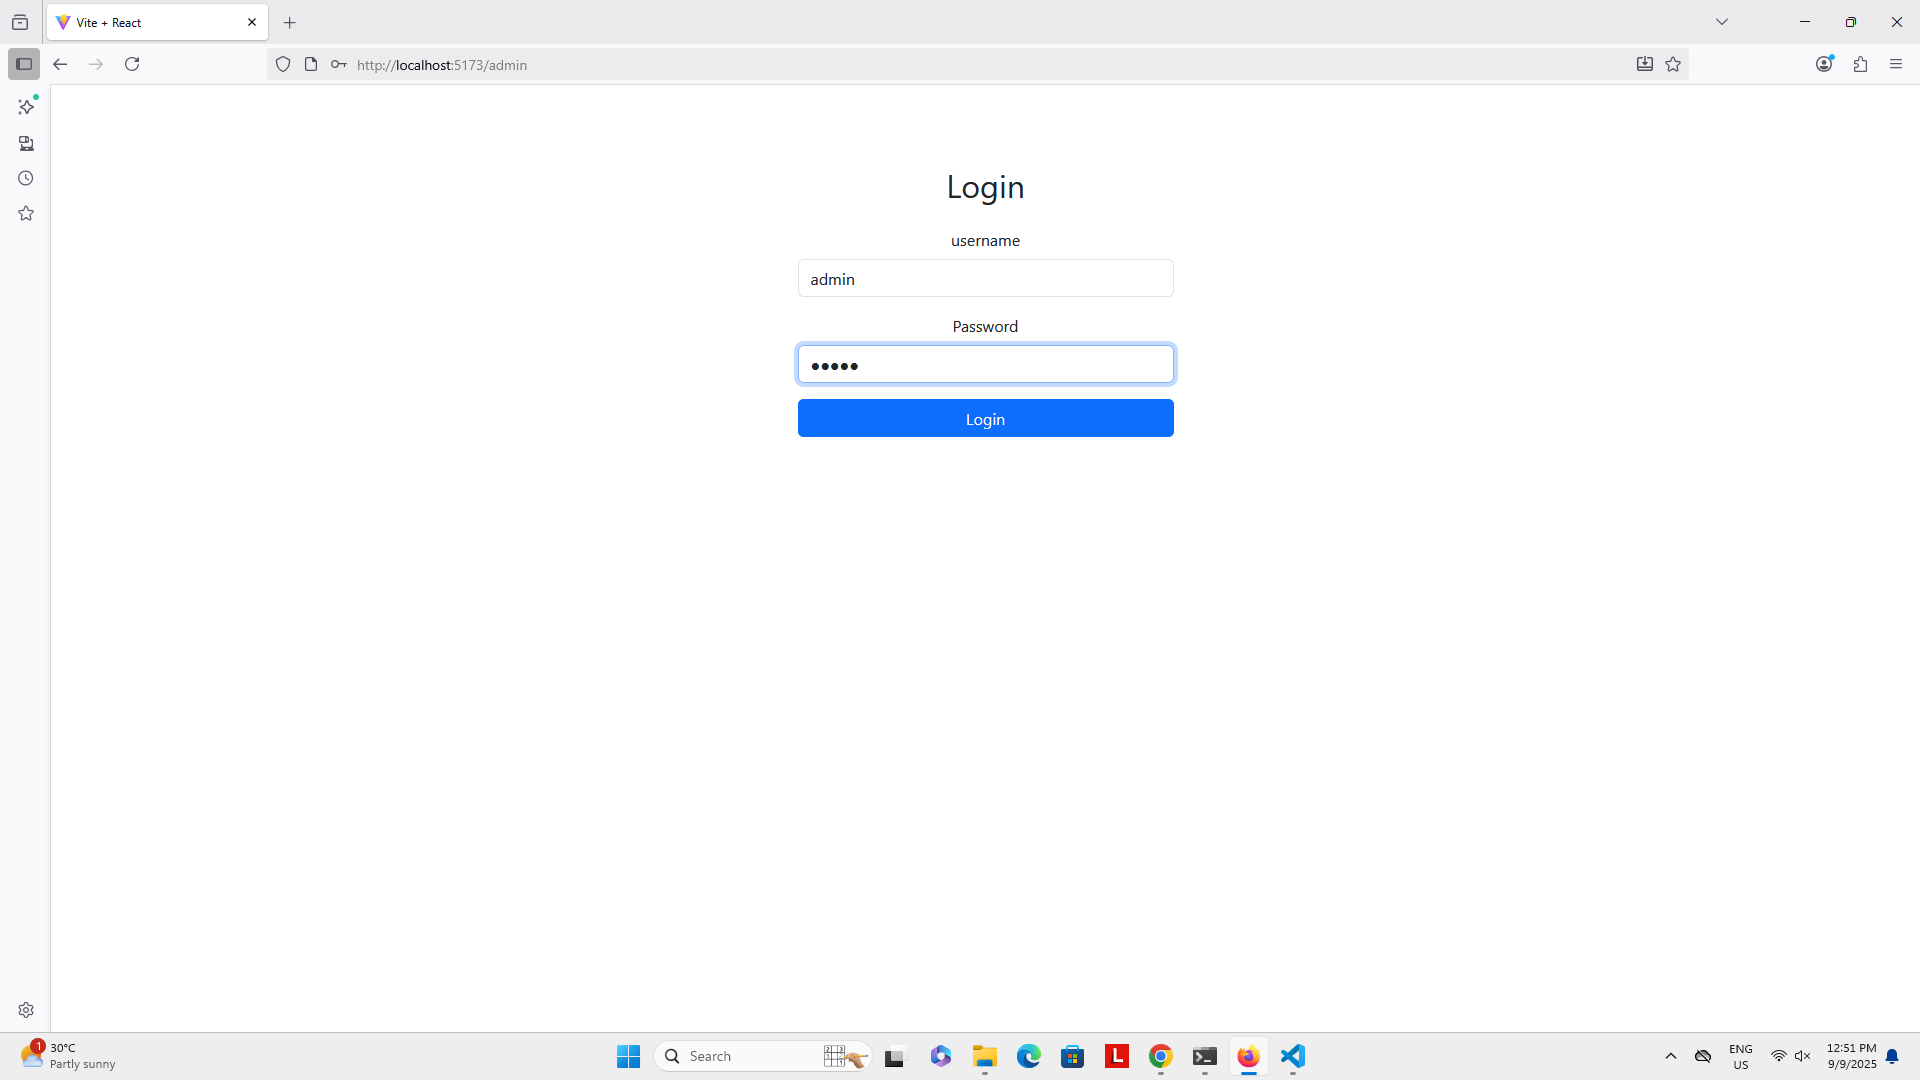 Vite + React
http://localhost:5173/admin
Login
username
admin
Password
●●●●●
Login
1
30°C
Partly sunny
Search
L
ENG
US
12:51 PM
9/9/2025